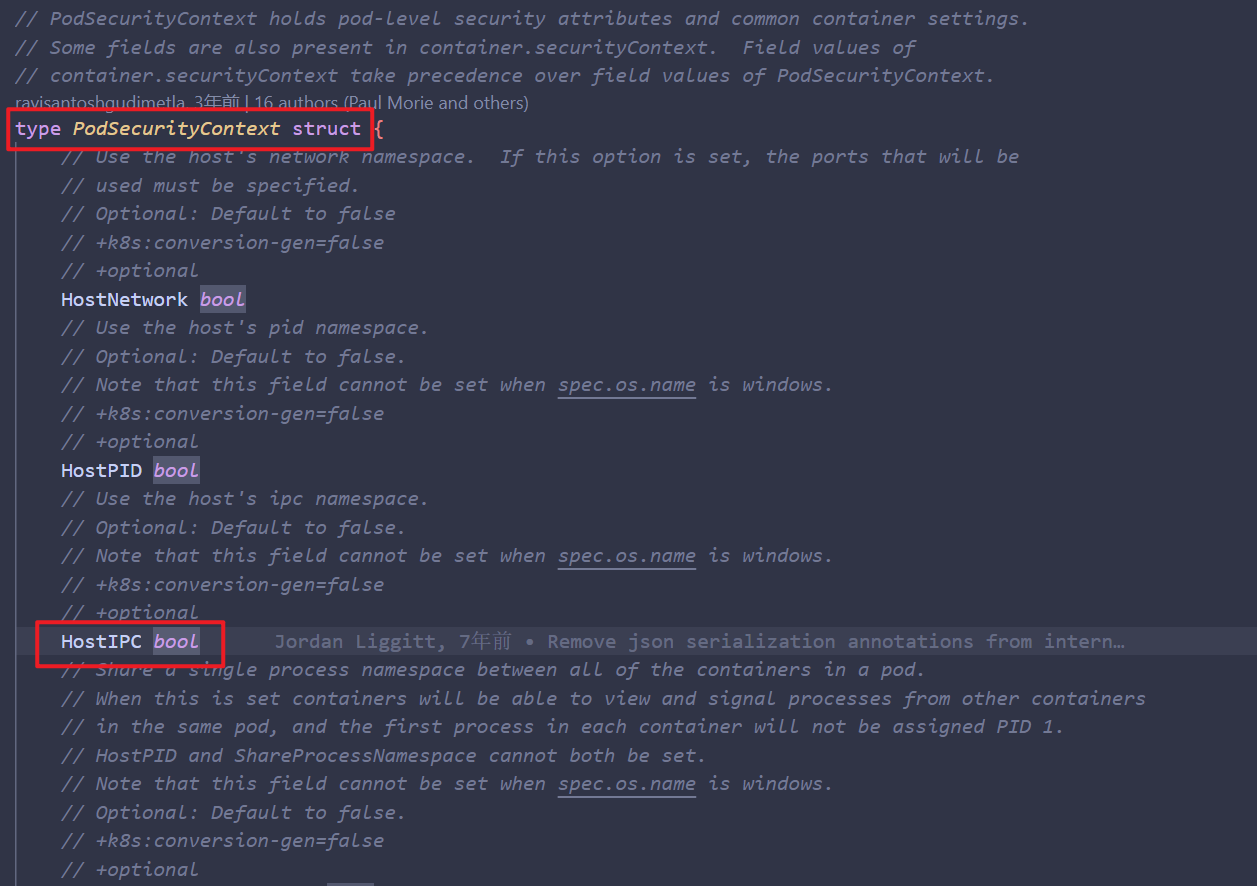 // PodSecurityContext holds pod-level security attributes and common container settings.
// Some fields are also present in container.securityContext.  Field values of
// container.securityContext take precedence over field values of PodSecurityContext.
ravisantoshgudimetla, 3年前 | 16 authors (Paul Morie and others)
type PodSecurityContext struct {
// Use the host's network namespace.  If this option is set, the ports that will be
// used must be specified.
// Optional: Default to false
// +k8s:conversion-gen=false
// +optional
HostNetwork bool
// Use the host's pid namespace.
// Optional: Default to false.
// Note that this field cannot be set when spec.os.name is windows.
// +k8s:conversion-gen=false
// +optional
HostPID bool
// Use the host's ipc namespace.
// Optional: Default to false.
// Note that this field cannot be set when spec.os.name is windows.
// +k8s:conversion-gen=false
// +optional
HostIPC bool Jordan Liggitt, 7年前 • Remove json serialization annotations from intern…
// Share a single process namespace between all of the containers in a pod.
// When this is set containers will be able to view and signal processes from other containers
// in the same pod, and the first process in each container will not be assigned PID 1.
// HostPID and ShareProcessNamespace cannot both be set.
// Note that this field cannot be set when spec.os.name is windows.
// Optional: Default to false.
// +k8s:conversion-gen=false
// +optional